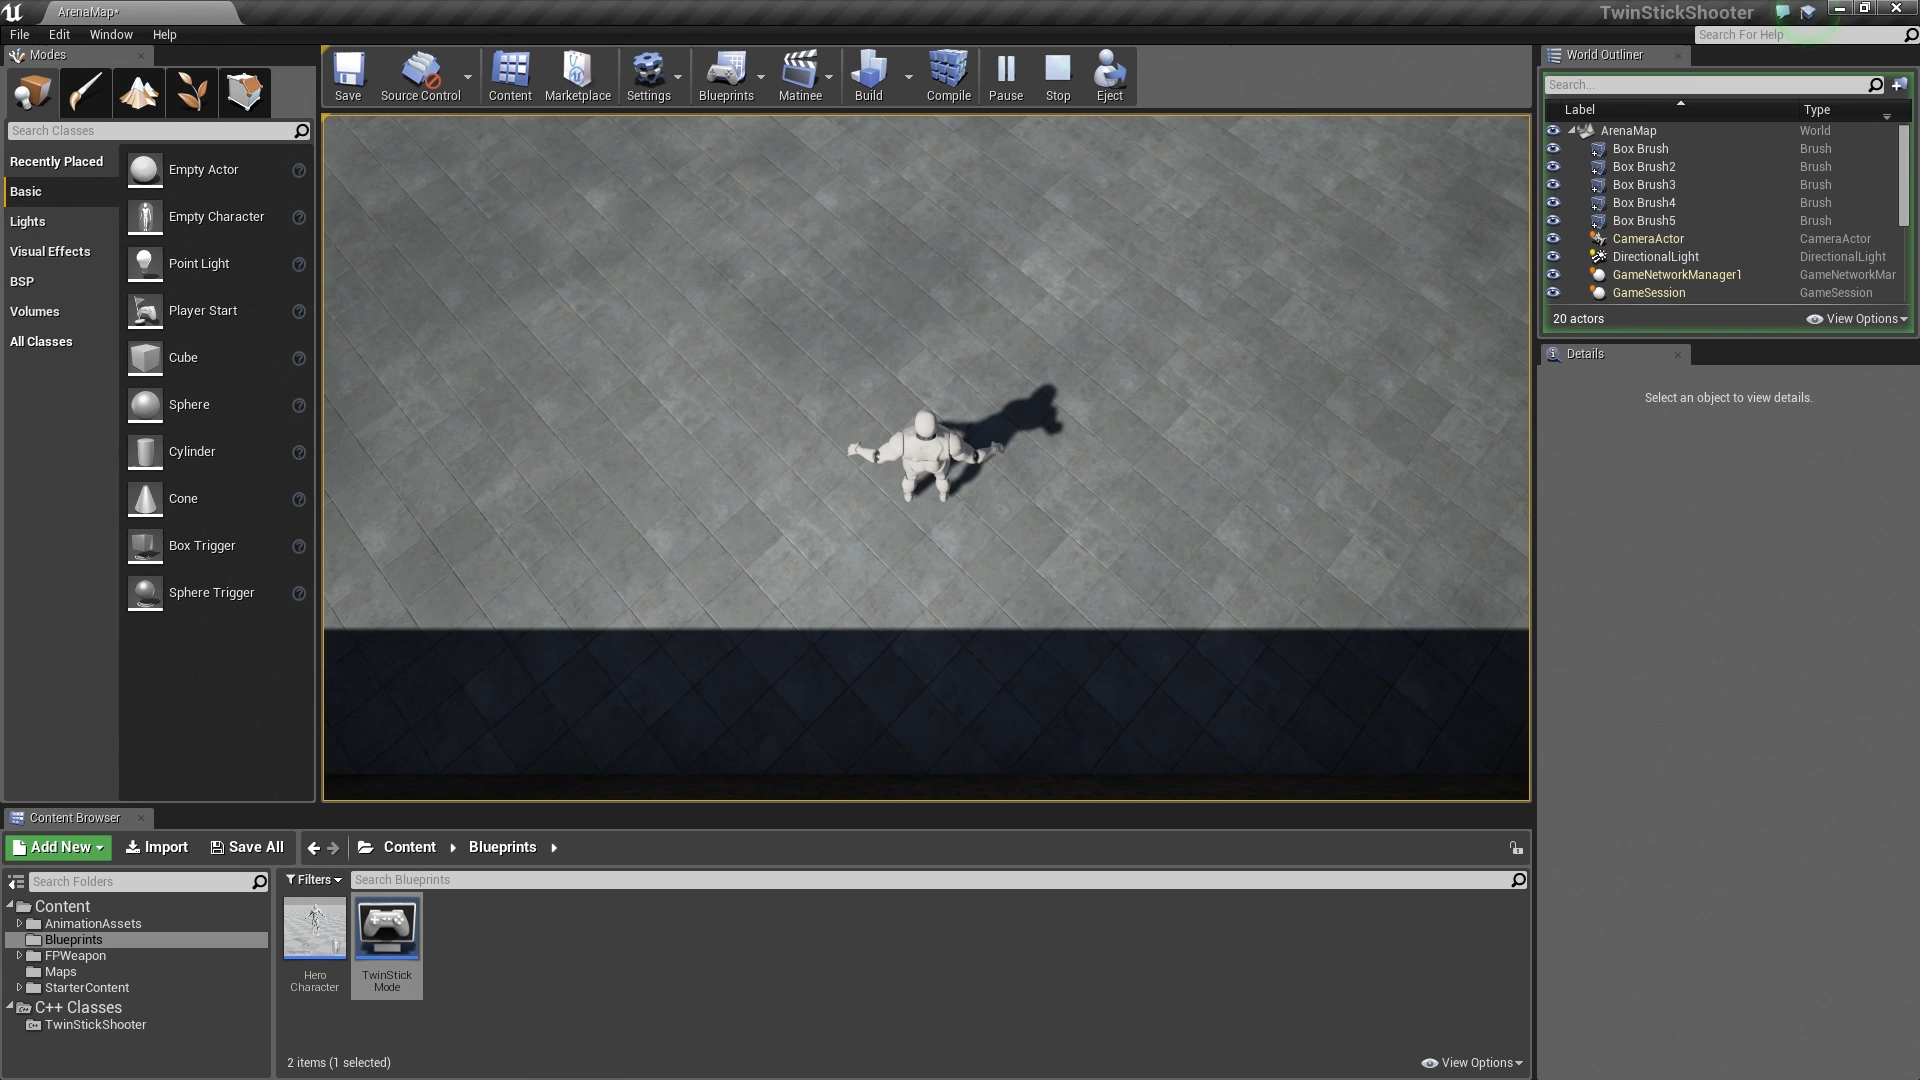 ArenaMap*
TwinStickShooter
File Edit Window Help
Search For Help
Modes
Search Classes
Recently Placed
Basic
Lights
Visual Effects
BSP
Volumes
All Classes
Empty Actor
Empty Character
Point Light
Player Start
Cube
Sphere
Cylinder
Cone
Box Trigger
Sphere Trigger
Save Source Control Content Marketplace Settings Blueprints Matinee Build Compile Pause Stop Eject
World Outliner
Search...
Label Type
ArenaMap World
Box Brush Brush
Box Brush2 Brush
Box Brush3 Brush
Box Brush4 Brush
Box Brush5 Brush
CameraActor CameraActor
DirectionalLight DirectionalLight
GameNetworkManager1 GameNetworkMar
GameSession GameSession
20 actors View Options
Details
Select an object to view details.
Content Browser
Add New Import Save All Content Blueprints
Search Folders
Content
AnimationAssets
Blueprints
FPWeapon
Maps
StarterContent
C++ Classes
TwinStickShooter
Filters Search Blueprints
Hero
Character
TwinStick
Mode
2 items (1 selected) View Options